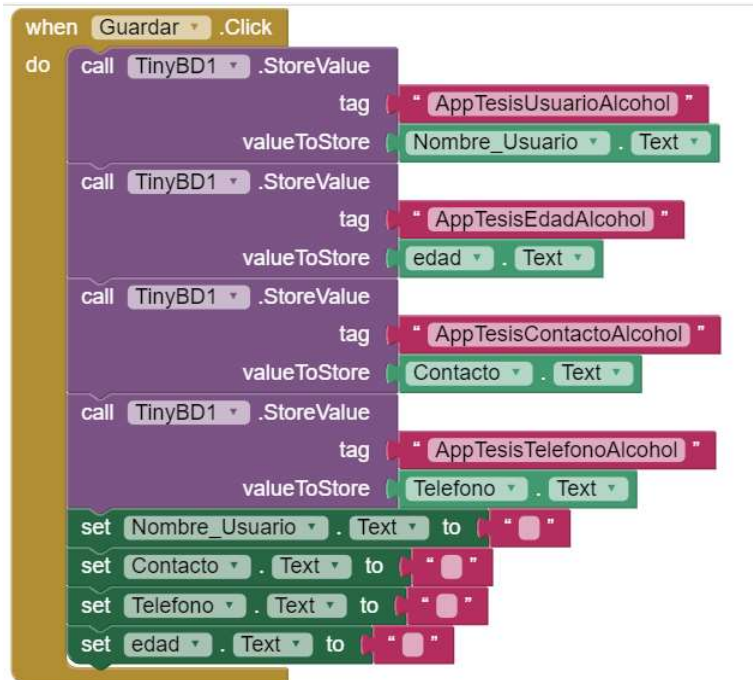 when Guardar .Click
do call TinyBD1 .StoreValue
tag " AppTesisUsuarioAlcohol "
valueToStore Nombre_Usuario . Text
call TinyBD1 .StoreValue
tag " AppTesisEdadAlcohol "
valueToStore edad . Text
call TinyBD1 .StoreValue
tag " AppTesisContactoAlcohol "
valueToStore Contacto . Text
call TinyBD1 .StoreValue
tag " AppTesisTelefonoAlcohol "
valueToStore Telefono . Text
set Nombre_Usuario . Text to " "
set Contacto . Text to " "
set Telefono . Text to " "
set edad . Text to " "